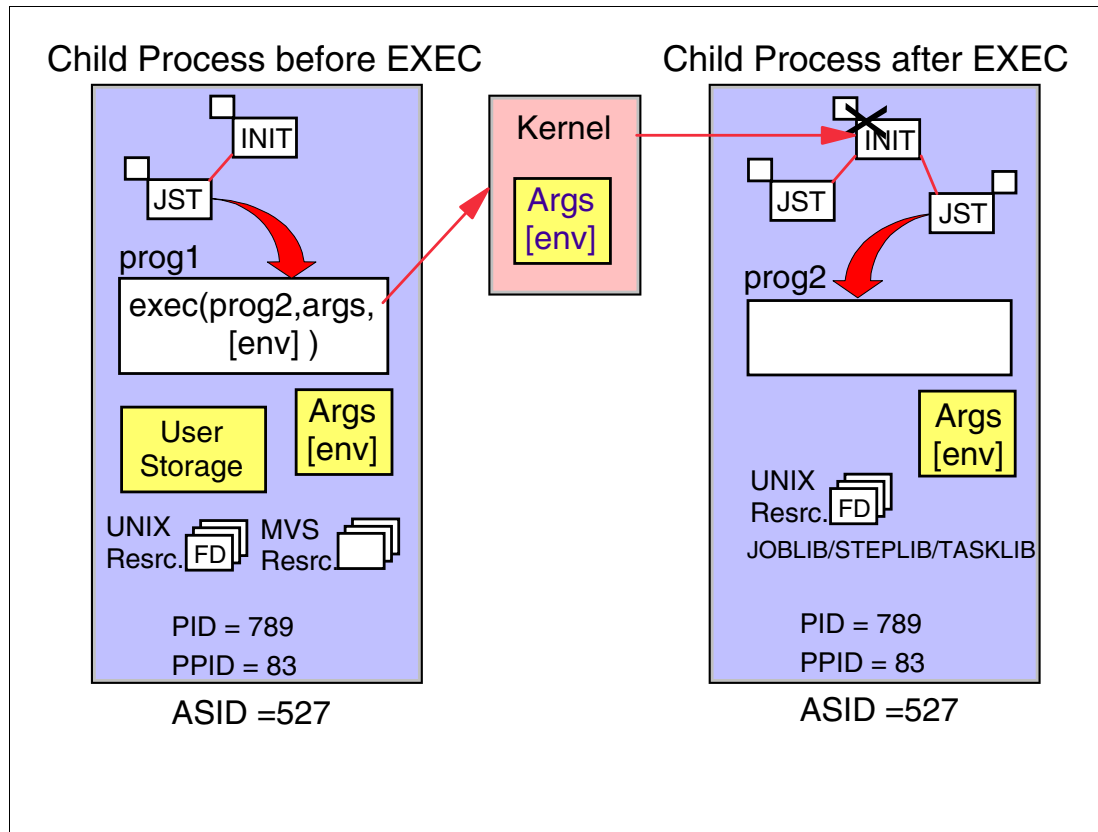 Child Process before EXEC
INIT
JST
prog1
exec(prog2,args,
[env] )
User
Storage
Args
[env]
UNIX
Resrc.
FD
MVS
Resrc.
PID = 789
PPID = 83
ASID =527
Kernel
Args
[env]
Child Process after EXEC
INIT
JST
JST
prog2
Args
[env]
UNIX
Resrc.
FD
JOBLIB/STEPLIB/TASKLIB
PID = 789
PPID = 83
ASID =527